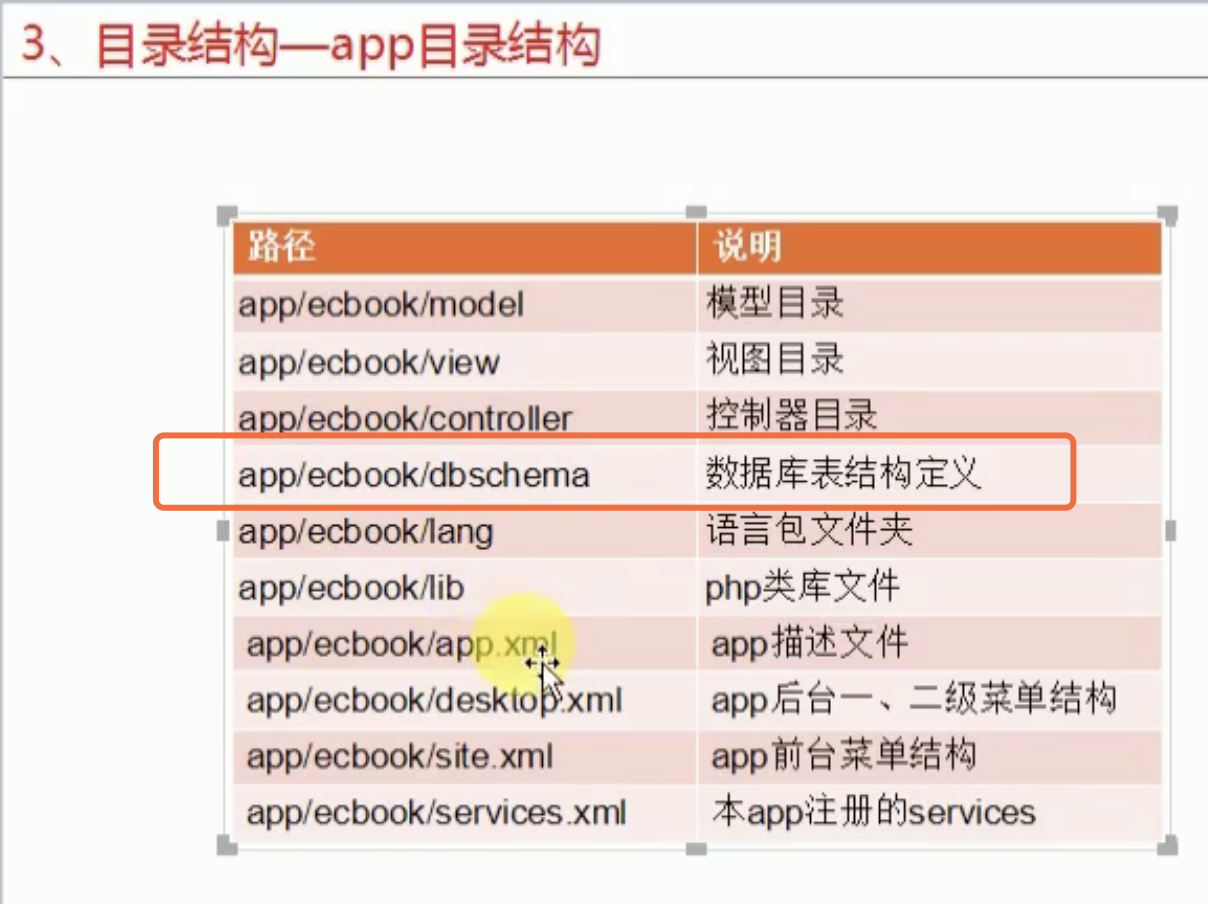 3、目录结构—app目录结构
路径 说明
app/ecbook/model 模型目录
app/ecbook/view 视图目录
app/ecbook/controller 控制器目录
app/ecbook/dbschema 数据库表结构定义
app/ecbook/lang 语言包文件夹
app/ecbook/lib php类库文件
app/ecbook/app.xml app描述文件
app/ecbook/desktop.xml app后台一、二级菜单结构
app/ecbook/site.xml app前台菜单结构
app/ecbook/services.xml 本app注册的services